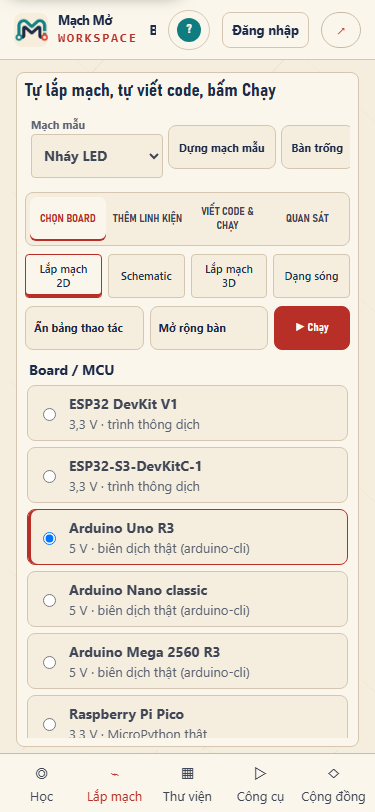 Mạch Mở
WORKSPACE
?
Đăng nhập
Tự lắp mạch, tự viết code, bấm Chạy
Mạch mẫu
Nháy LED
Dựng mạch mẫu
Bàn trống
CHỌN BOARD
THÊM LINH KIỆN
VIẾT CODE &
CHẠY
QUAN SÁT
Lắp mạch
2D
Schematic
Lắp mạch
3D
Dạng sóng
Ẩn bảng thao tác
Mở rộng bàn
Chạy
Board / MCU
ESP32 DevKit V1
3,3 V · trình thông dịch
ESP32-S3-DevKitC-1
3,3 V · trình thông dịch
Arduino Uno R3
5 V · biên dịch thật (arduino-cli)
Arduino Nano classic
5 V · biên dịch thật (arduino-cli)
Arduino Mega 2560 R3
5 V · biên dịch thật (arduino-cli)
Raspberry Pi Pico
3,3 V · MicroPython thật
Học
Lắp mạch
Thư viện
Công cụ
Cộng đồng